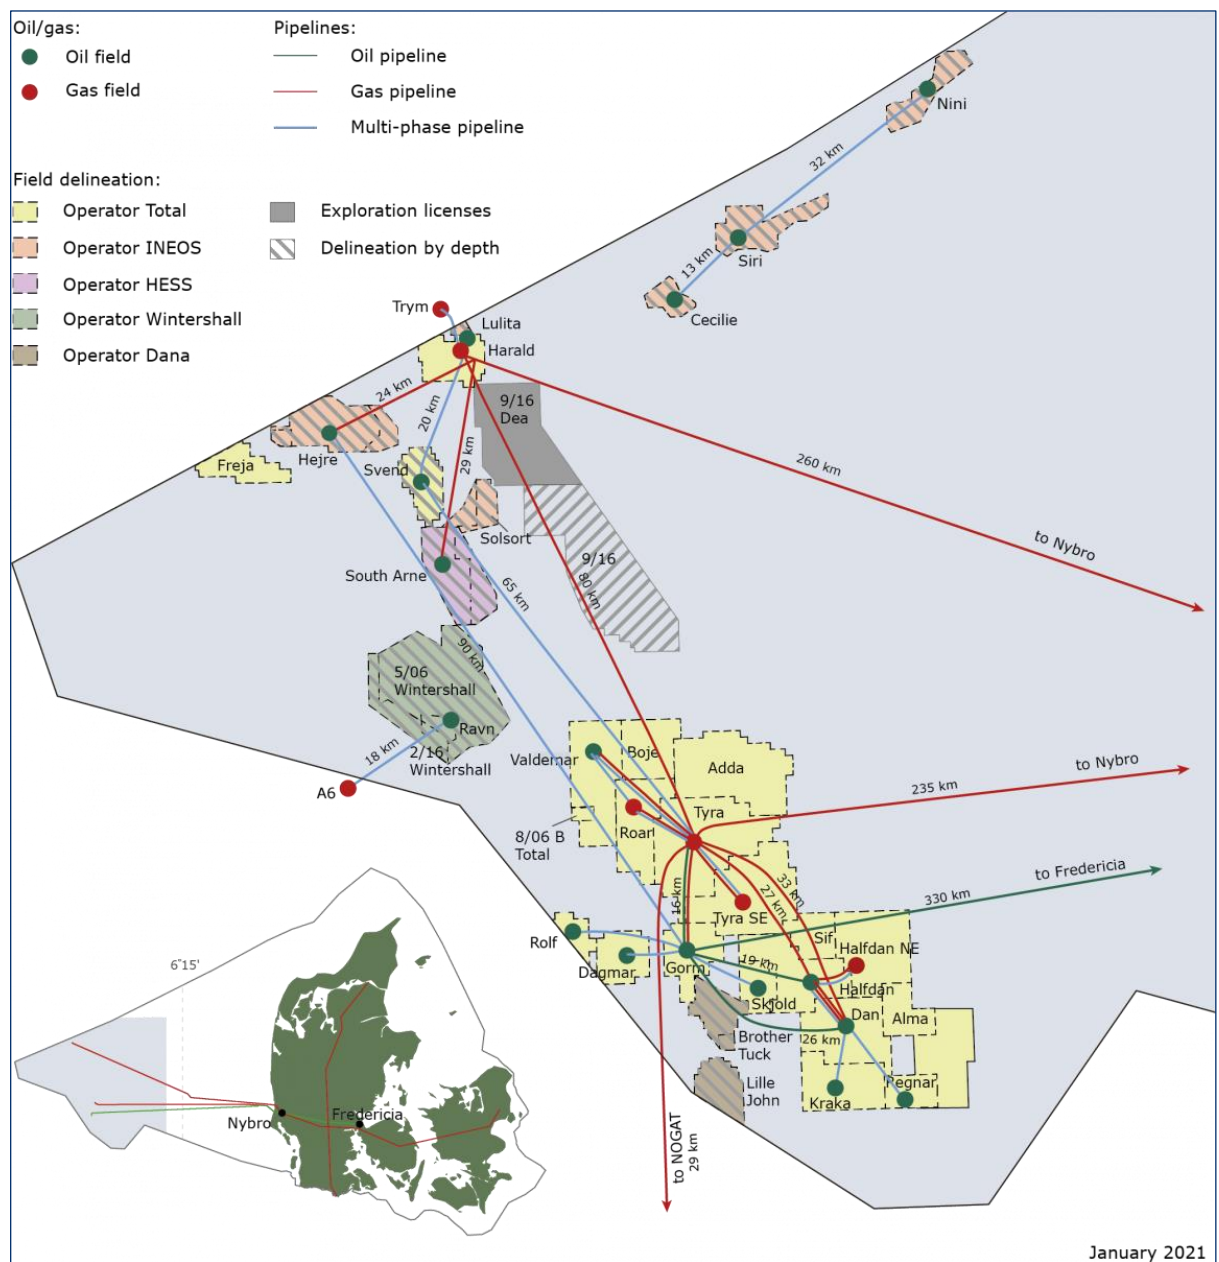 Oil/gas:
Oil field
Gas field
Pipelines:
Oil pipeline
Gas pipeline
Multi-phase pipeline
Field delineation:
Operator Total
Operator INEOS
Operator HESS
Operator Wintershall
Operator Dana
Exploration licenses
Delineation by depth
Nini
32 km
Siri
13 km
Cecilie
Trym
Lulita
Harald
24 km
20 km
29 km
9/16
Dea
Hejre
Freja
Svend
Solsort
260 km
to Nybro
South Arne
65 km
80 km
9/16
90 km
5/06
Wintershall
Ravn
18 km
2/16
Wintershall
A6
Valdemar
Boje
Adda
Tyra
Roar
8/06 B
Total
235 km
to Nybro
to Fredericia
330 km
15 km
27 km
33 km
Tyra SE
Rolf
Dagmar
Gorm
19 km
Sif
Halfdan NE
Halfdan
Skjold
Dan
Alma
26 km
Brother
Tuck
Lille
John
Kraka
Regnar
to NOGAT
29 km
6°15'
Nybro
Fredericia
January 2021